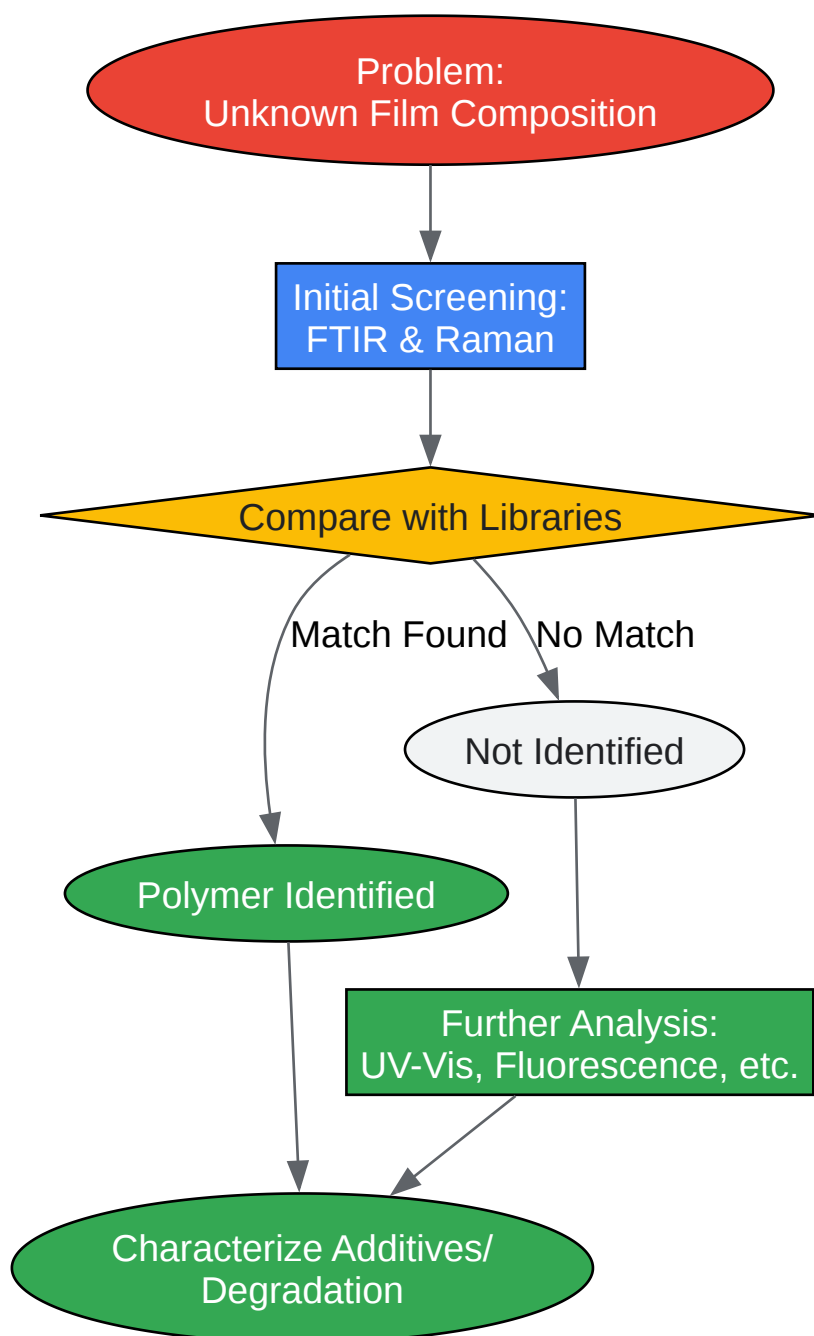 Problem:
Unknown Film Composition
Initial Screening:
FTIR & Raman
Compare with Libraries
Match Found
No Match
Not Identified
Polymer Identified
Further Analysis:
UV-Vis, Fluorescence, etc.
Characterize Additives/
Degradation